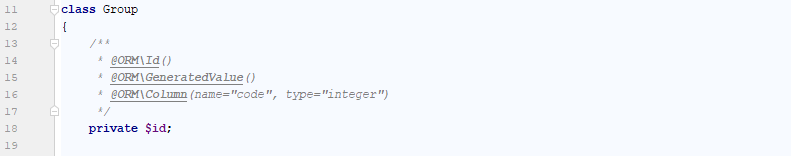 11 class Group
12 {
13 /**
14 * @ORM\Id()
15 * @ORM\GeneratedValue()
16 * @ORM\Column(name="code", type="integer")
17 */
18 private $id;
19